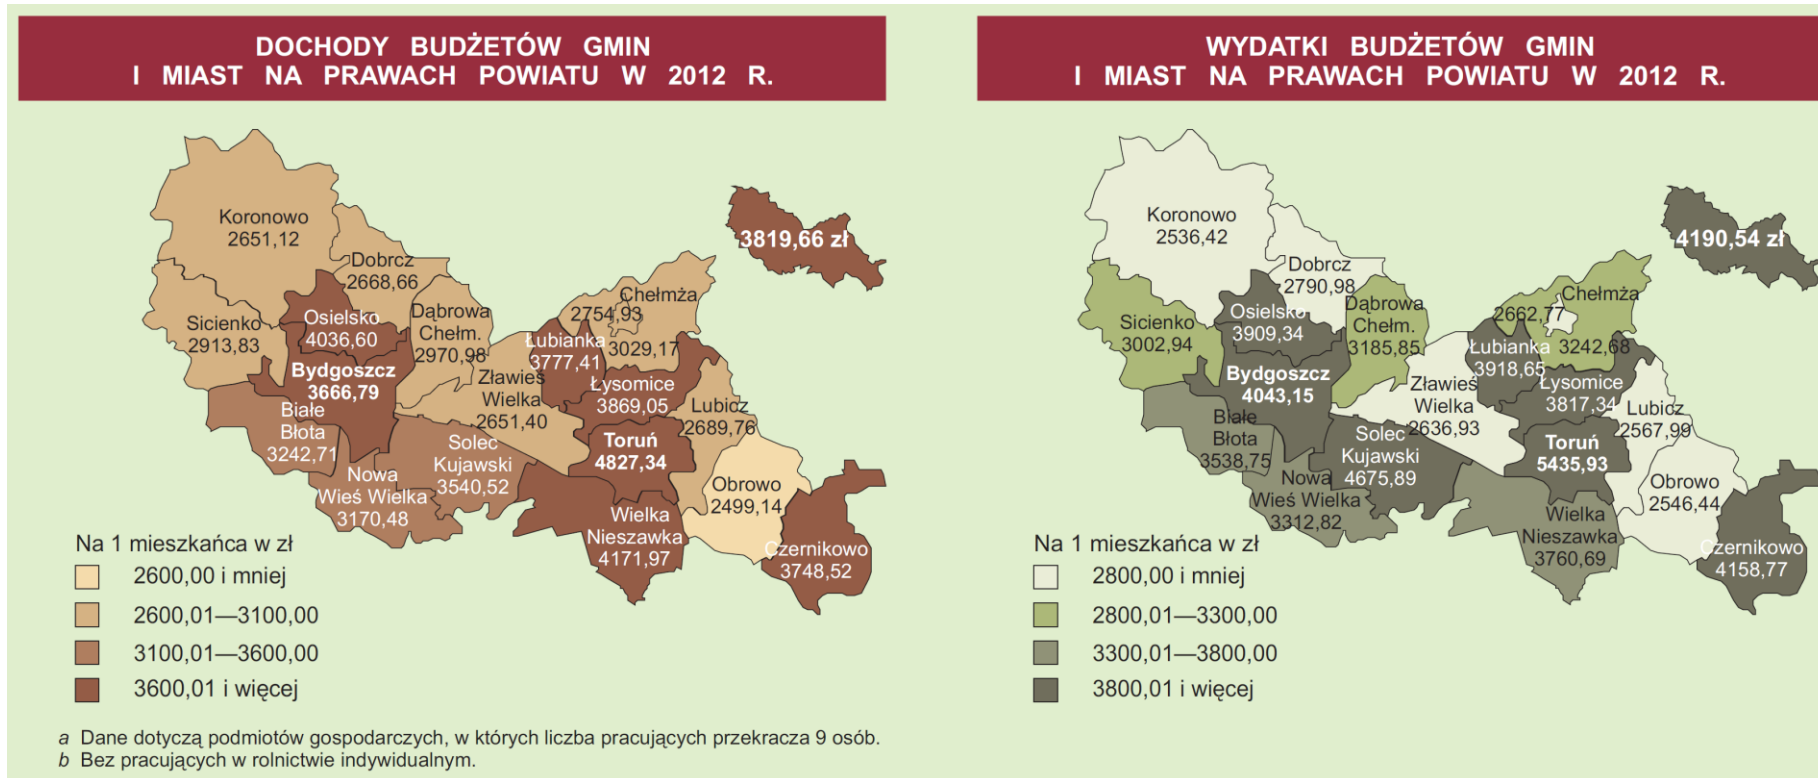 DOCHODY BUDŻETÓW GMIN
I MIAST NA PRAWACH POWIATU W 2012 R.
Koronowo
2651,12
3819,66 zł
Dobrcz
2668,66
Chełmża
2754,93
Osielsko
4036,60
Dąbrowa
Chełm.
2970,98
Sicienko
2913,83
Łubianka
3777,41
3029,17
Bydgoszcz
3666,79
Zławieś
Wielka
2651,40
Łysomice
3869,05
Lubicz
2689,76
Białe
Błota
3242,71
Solec
Kujawski
3540,52
Toruń
4827,34
Nowa
Wieś Wielka
3170,48
Obrowo
2499,14
Wielka
Nieszawka
4171,97
Czernikowo
3748,52
Na 1 mieszkańca w zł
2600,00 i mniej
2600,01—3100,00
3100,01—3600,00
3600,01 i więcej
a Dane dotyczą podmiotów gospodarczych, w których liczba pracujących przekracza 9 osób.
b Bez pracujących w rolnictwie indywidualnym.
WYDATKI BUDŻETÓW GMIN
I MIAST NA PRAWACH POWIATU W 2012 R.
Koronowo
2536,42
4190,54 zł
Dobrcz
2790,98
Chełmża
2662,77
Osielsko
3909,34
Dąbrowa
Chełm.
3185,85
Sicienko
3002,94
Łubianka
3918,65
3242,68
Bydgoszcz
4043,15
Zławieś
Wielka
2636,93
Łysomice
3817,34
Lubicz
2567,99
Białe
Błota
3538,75
Solec
Kujawski
4675,89
Toruń
5435,93
Nowa
Wieś Wielka
3312,82
Obrowo
2546,44
Wielka
Nieszawka
3760,69
Czernikowo
4158,77
Na 1 mieszkańca w zł
2800,00 i mniej
2800,01—3300,00
3300,01—3800,00
3800,01 i więcej